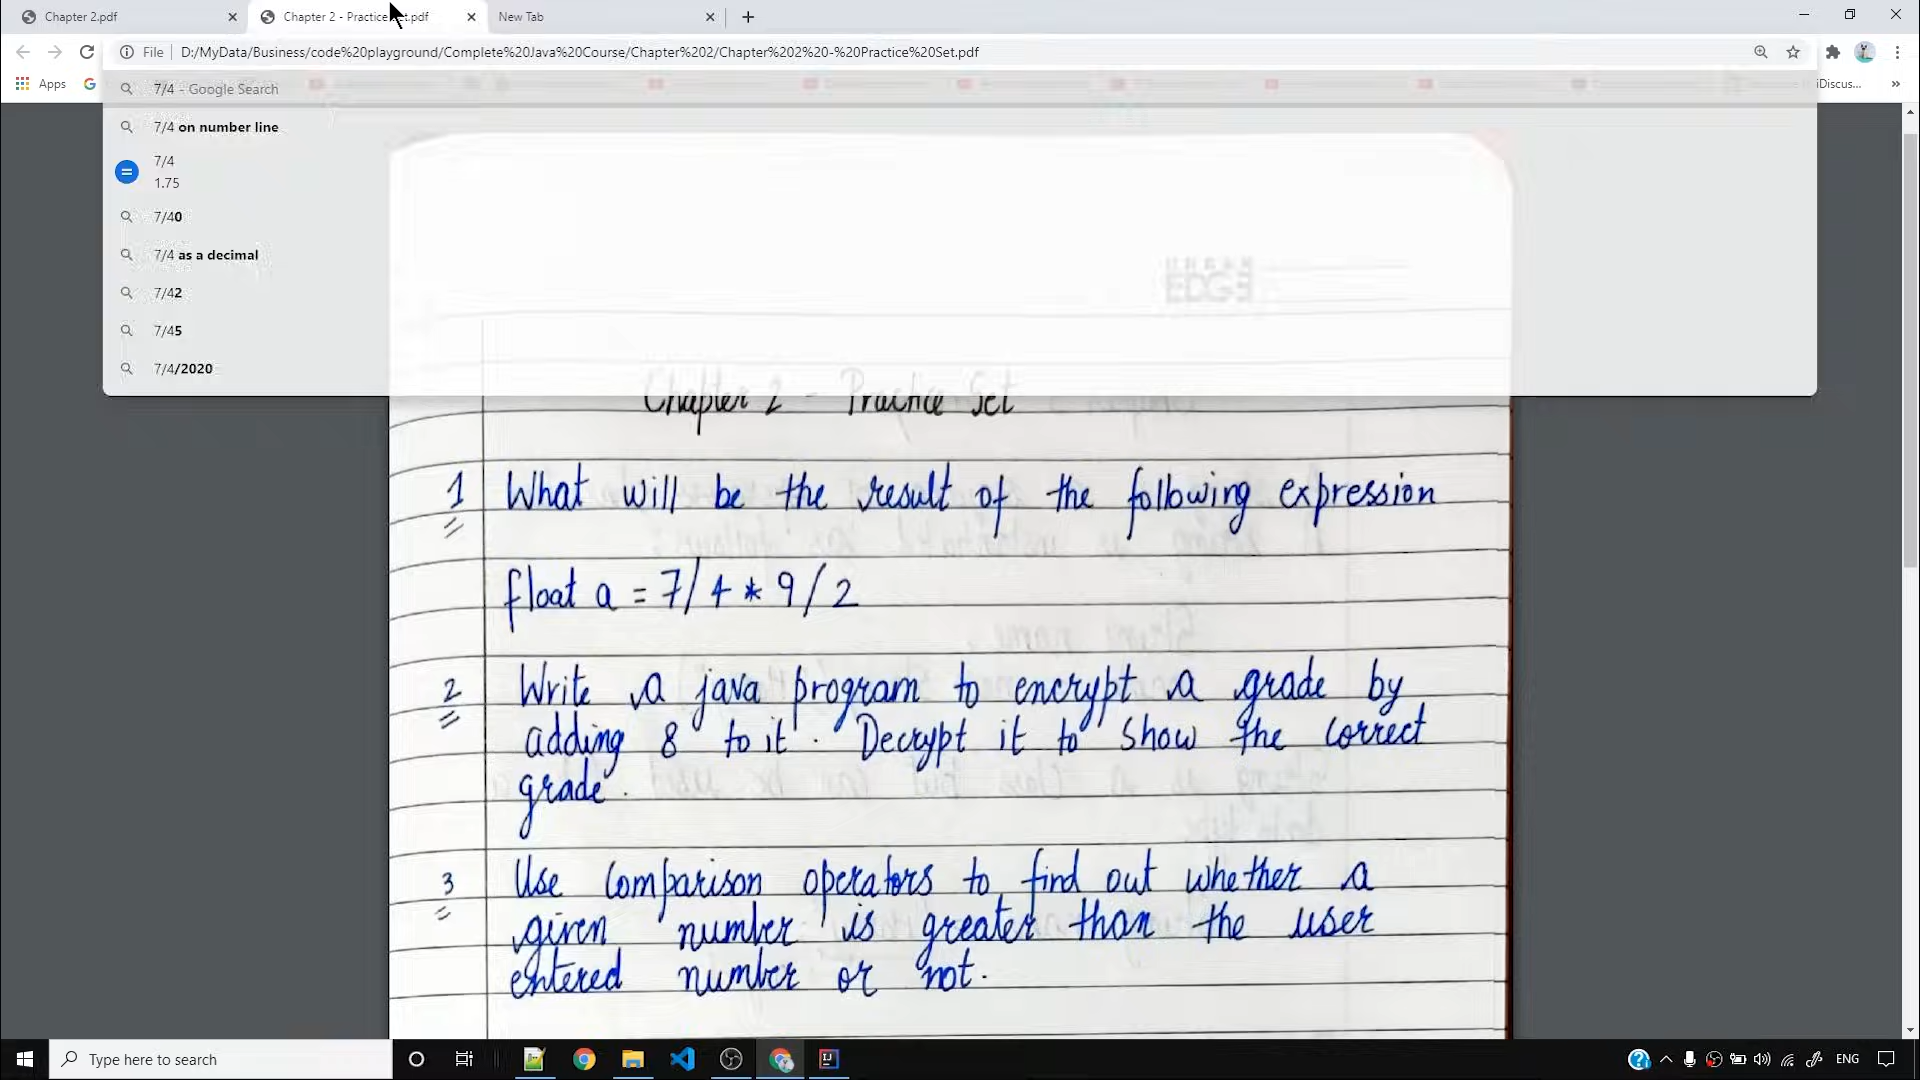 Chapter 2.pdf
Chapter 2 - Practice Set.pdf
New Tab
File D:/MyData/Business/code%20playground/Complete%20Java%20Course/Chapter%202/Chapter%202%20-%20Practice%20Set.pdf
Apps
iDiscus...
7/4 - Google Search
7/4 on number line
7/4
1.75
7/40
7/4 as a decimal
7/42
7/45
7/4/2020
EDGE
Chapter 2 - Practice Set
1 What will be the result of the following expression
float a = 7/4 * 9/2
2 Write a java program to encrypt a grade by
adding 8 to it. Decrypt it to show the correct
grade.
3 Use comparison operators to find out whether a
given number is greater than the user
entered number or not.
Type here to search
ENG